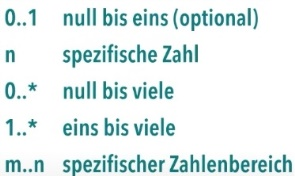 0..1 null bis eins (optional)
n spezifische Zahl
0..* null bis viele
1..* eins bis viele
m..n spezifischer Zahlenbereich